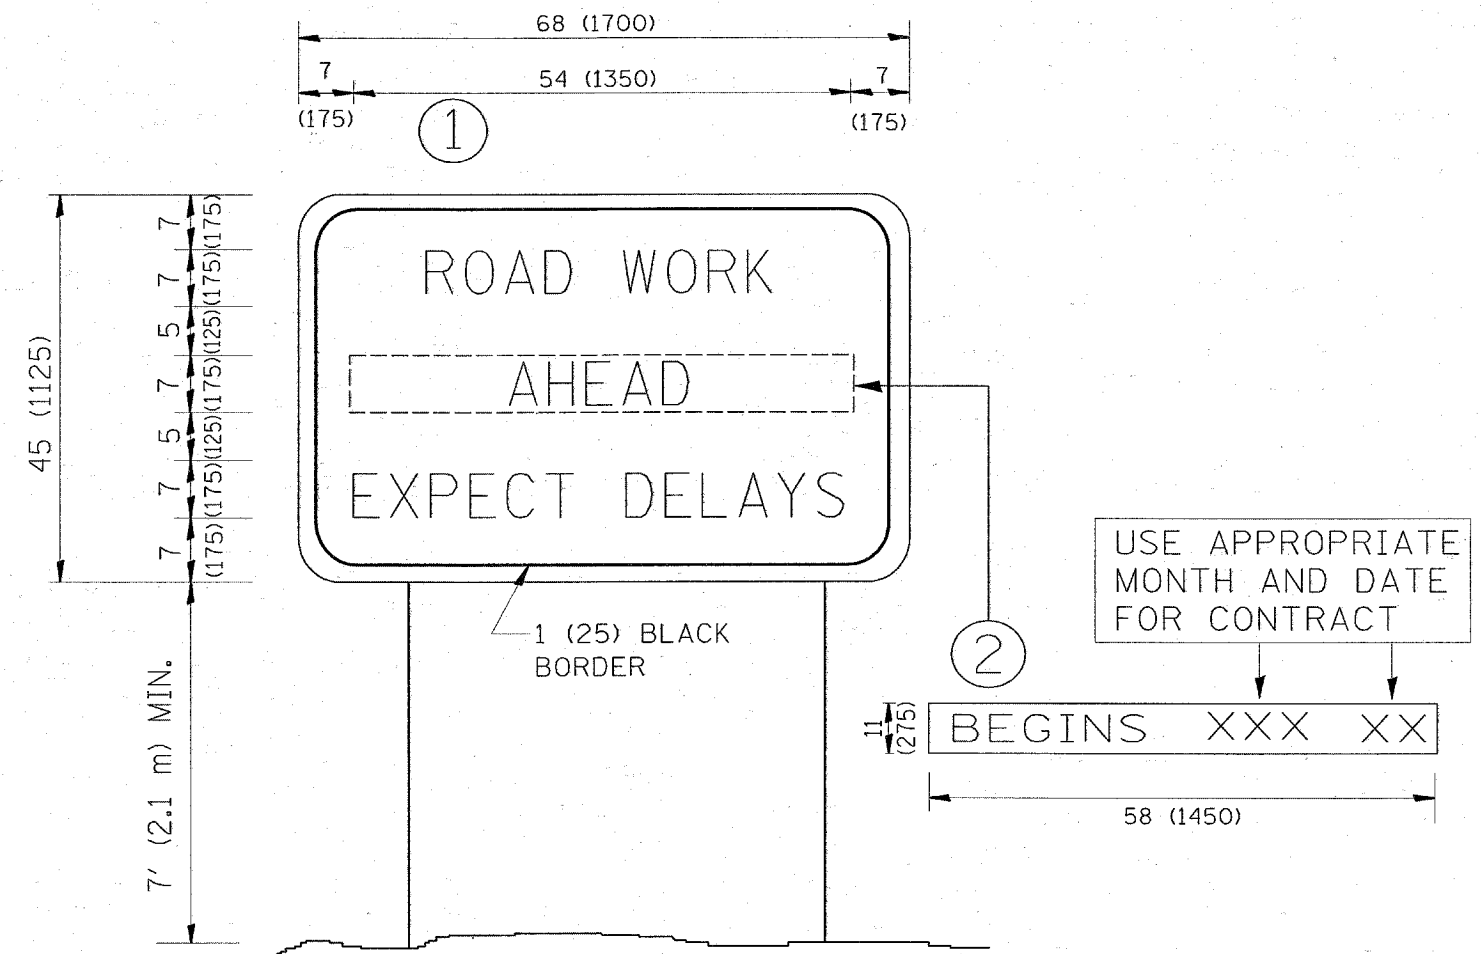 68 (1700)
7
54 (1350)
7
(175)
(175)
1
45 (1125)
7
(175)
7
(175)
5
(125)
7
(175)
5
(125)
7
(175)
7
(175)
ROAD WORK
AHEAD
EXPECT DELAYS
1 (25) BLACK
BORDER
7' (2.1 m) MIN.
2
USE APPROPRIATE
MONTH AND DATE
FOR CONTRACT
11
(275)
BEGINS XXX XX
58 (1450)